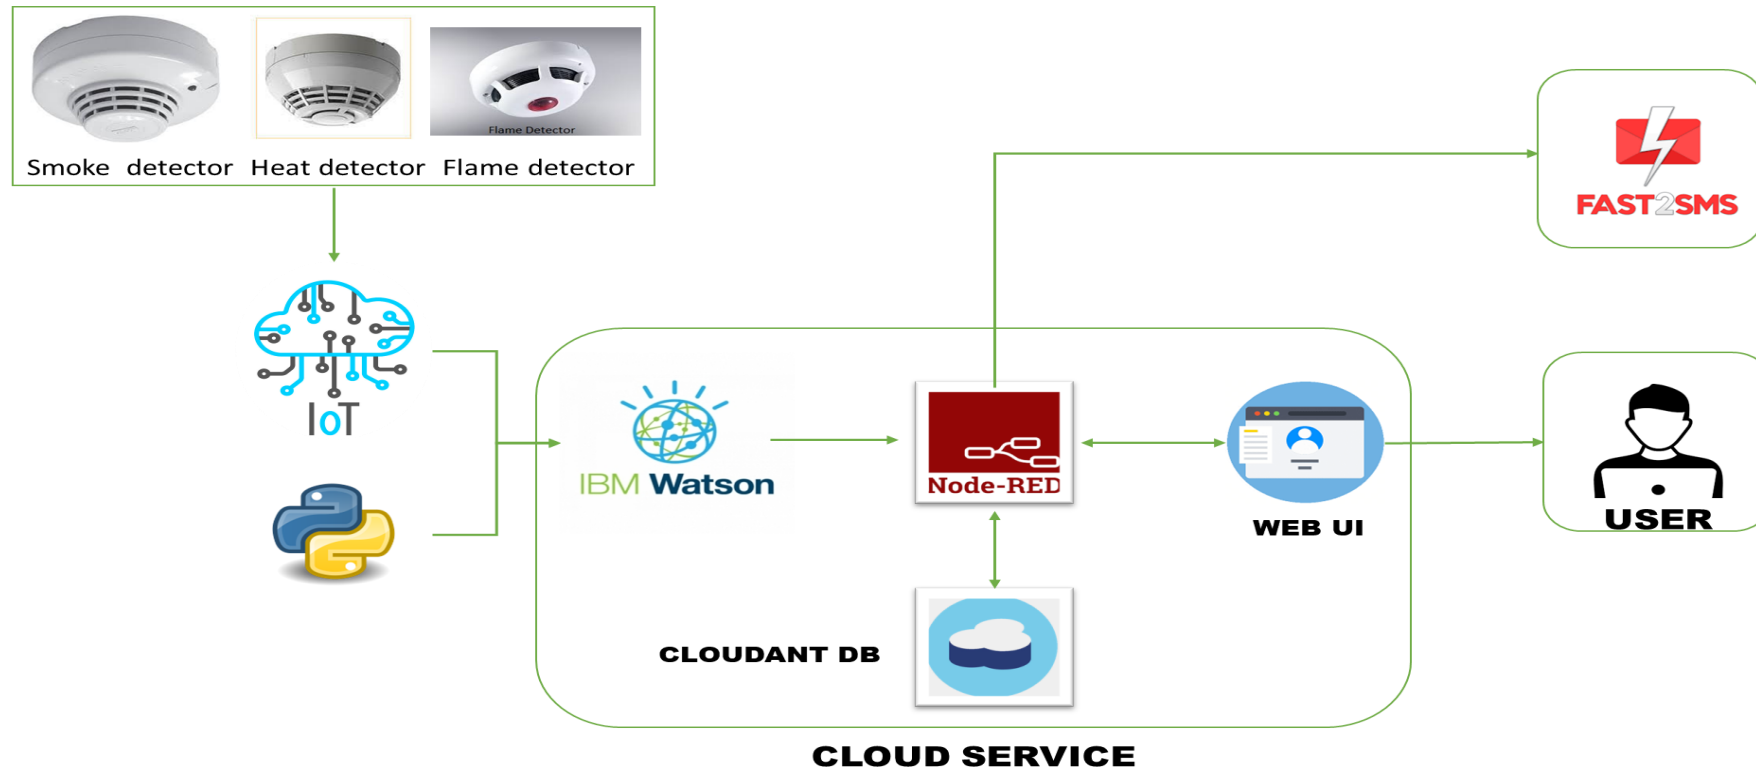 Flame Detector
Smoke detector
Heat detector
Flame detector
FAST2SMS
IoT
IBM Watson
Node-RED
WEB UI
USER
CLOUDANT DB
CLOUD SERVICE